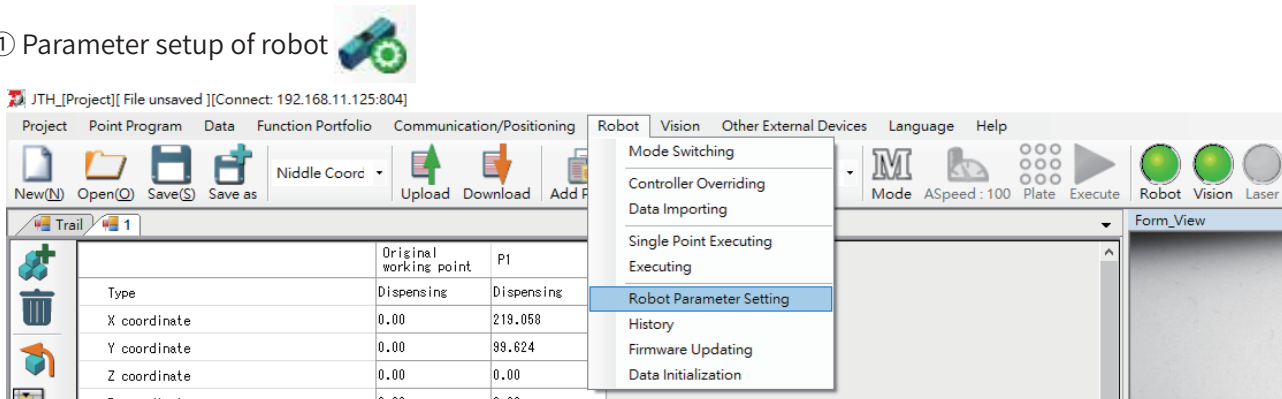 ① Parameter setup of robot
JTH_[Project][ File unsaved ][Connect: 192.168.11.125:804]
Project Point Program Data Function Portfolio Communication/Positioning Robot Vision Other External Devices Language Help
Mode Switching
Controller Overriding
Data Importing
Single Point Executing
Executing
Robot Parameter Setting
History
Firmware Updating
Data Initialization
Niddle Coord
M
New(N) Open(O) Save(S) Save as Upload Download Add P Mode ASpeed : 100 Plate Execute Robot Vision Laser
Trail 1 Form_View
Original working point P1
Type Dispensing Dispensing
X coordinate 0.00 219.058
Y coordinate 0.00 99.624
Z coordinate 0.00 0.00